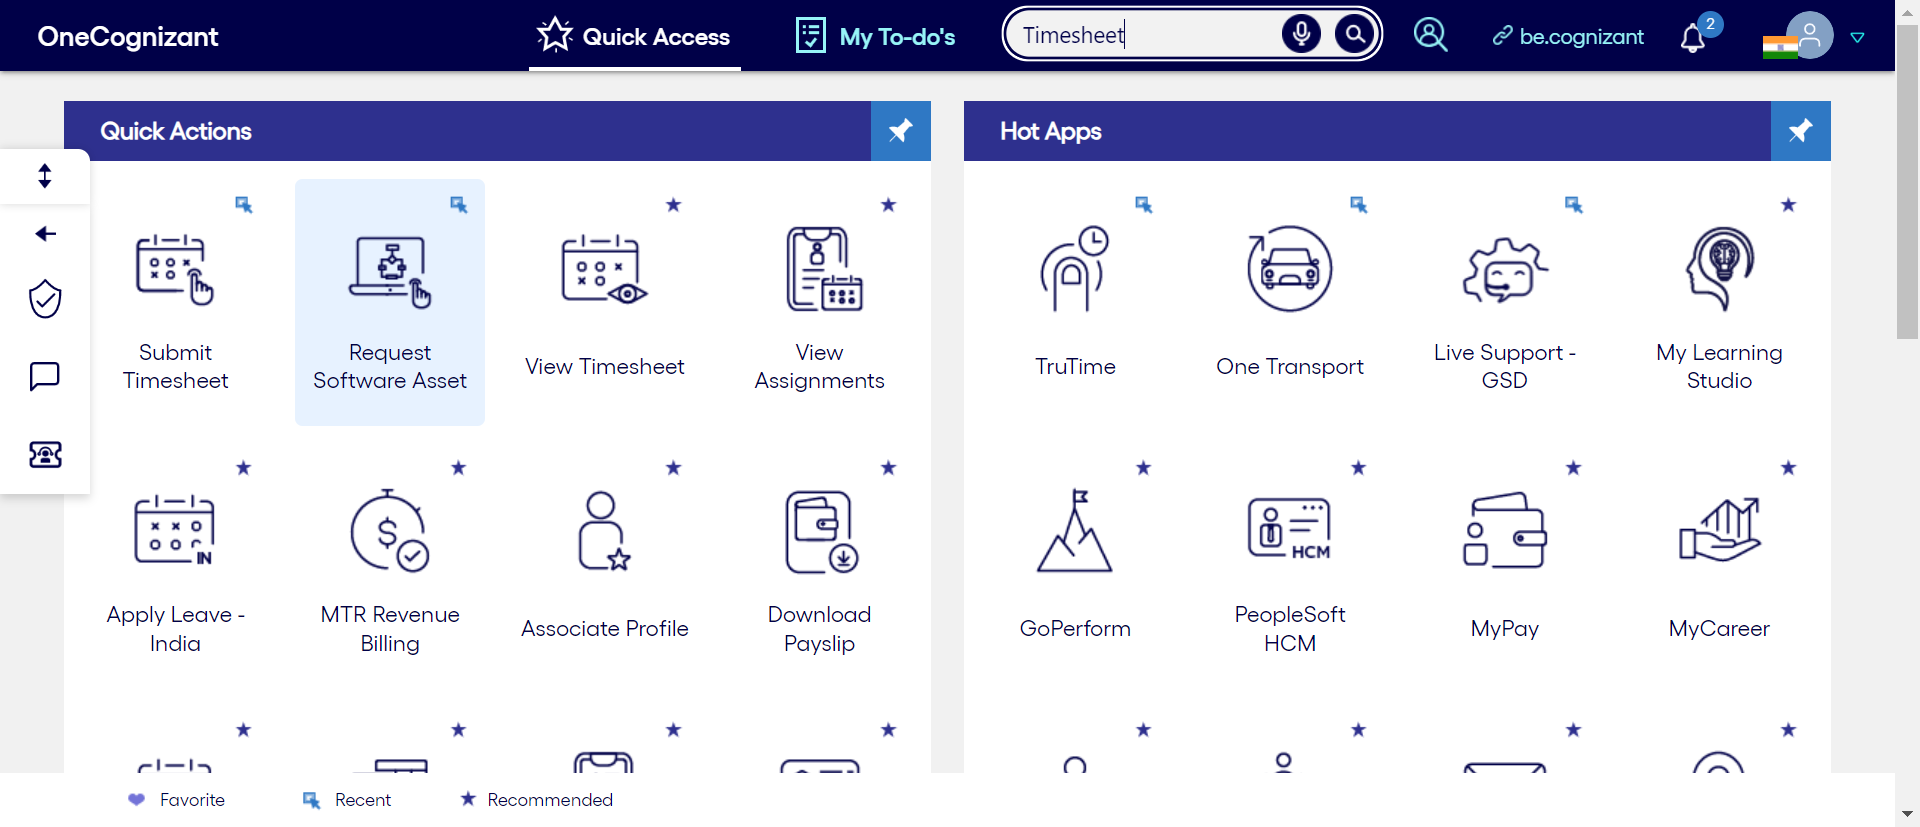 OneCognizant
Quick Access
My To-do's
Timesheet
be.cognizant
2
Quick Actions
Hot Apps
Submit
Timesheet
Request
Software Asset
View Timesheet
View
Assignments
TruTime
One Transport
Live Support -
GSD
My Learning
Studio
IN
$
HCM
Apply Leave -
India
MTR Revenue
Billing
Associate Profile
Download
Payslip
GoPerform
PeopleSoft
HCM
MyPay
MyCareer
Favorite
Recent
Recommended